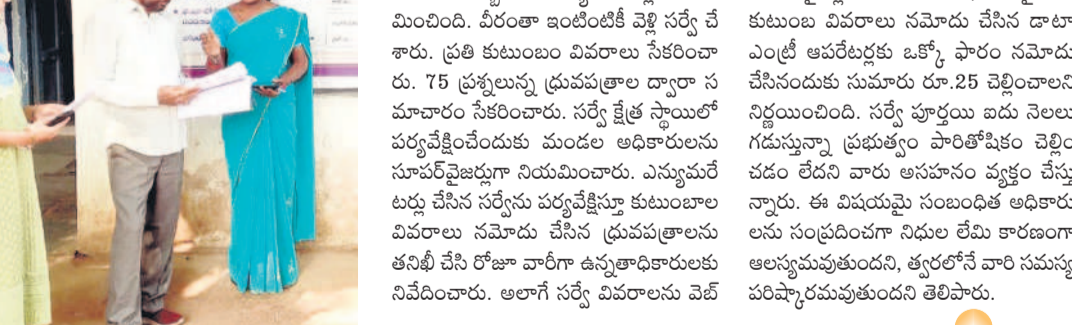 మించింది. వీరంతా ఇంటింటికీ వెళ్లి సర్వే చే
శారు. ప్రతి కుటుంబం వివరాలు సేకరించా
రు. 75 ప్రశ్నలున్న ధ్రువపత్రాల ద్వారా స
మాచారం సేకరించారు. సర్వే క్షేత్ర స్థాయిలో
పర్యవేక్షించేందుకు మండల అధికారులను
సూపర్‌వైజర్లుగా నియమించారు. ఎన్యుమరే
టర్లు చేసిన సర్వేను పర్యవేక్షిస్తూ కుటుంబాల
వివరాలు నమోదు చేసిన ధ్రువపత్రాలను
తనిఖీ చేసి రోజూ వారీగా ఉన్నతాధికారులకు
నివేదించారు. అలాగే సర్వే వివరాలను వెబ్
కుటుంబ వివరాలు నమోదు చేసిన డాటా
ఎంట్రీ ఆపరేటర్లకు ఒక్కో ఫారం నమోదు
చేసినందుకు సుమారు రూ.25 చెల్లించాలని
నిర్ణయించింది. సర్వే పూర్తయి ఐదు నెలలు
గడుస్తున్నా ప్రభుత్వం పారితోషికం చెల్లిం
చడం లేదని వారు అసహనం వ్యక్తం చేస్తు
న్నారు. ఈ విషయమై సంబంధిత అధికారు
లను సంప్రదించగా నిధుల లేమి కారణంగా
ఆలస్యమవుతుందని, త్వరలోనే వారి సమస్య
పరిష్కారమవుతుందని తెలిపారు.